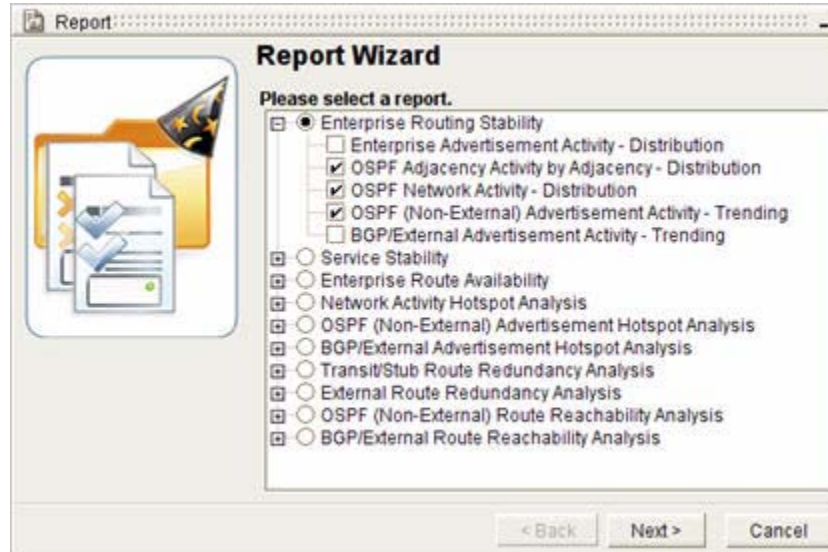 Report
Report Wizard
Please select a report.
Enterprise Routing Stability
Enterprise Advertisement Activity - Distribution
OSPF Adjacency Activity by Adjacency - Distribution
OSPF Network Activity - Distribution
OSPF (Non-External) Advertisement Activity - Trending
BGP/External Advertisement Activity - Trending
Service Stability
Enterprise Route Availability
Network Activity Hotspot Analysis
OSPF (Non-External) Advertisement Hotspot Analysis
BGP/External Advertisement Hotspot Analysis
Transit/Stub Route Redundancy Analysis
External Route Redundancy Analysis
OSPF (Non-External) Route Reachability Analysis
BGP/External Route Reachability Analysis
< Back Next > Cancel